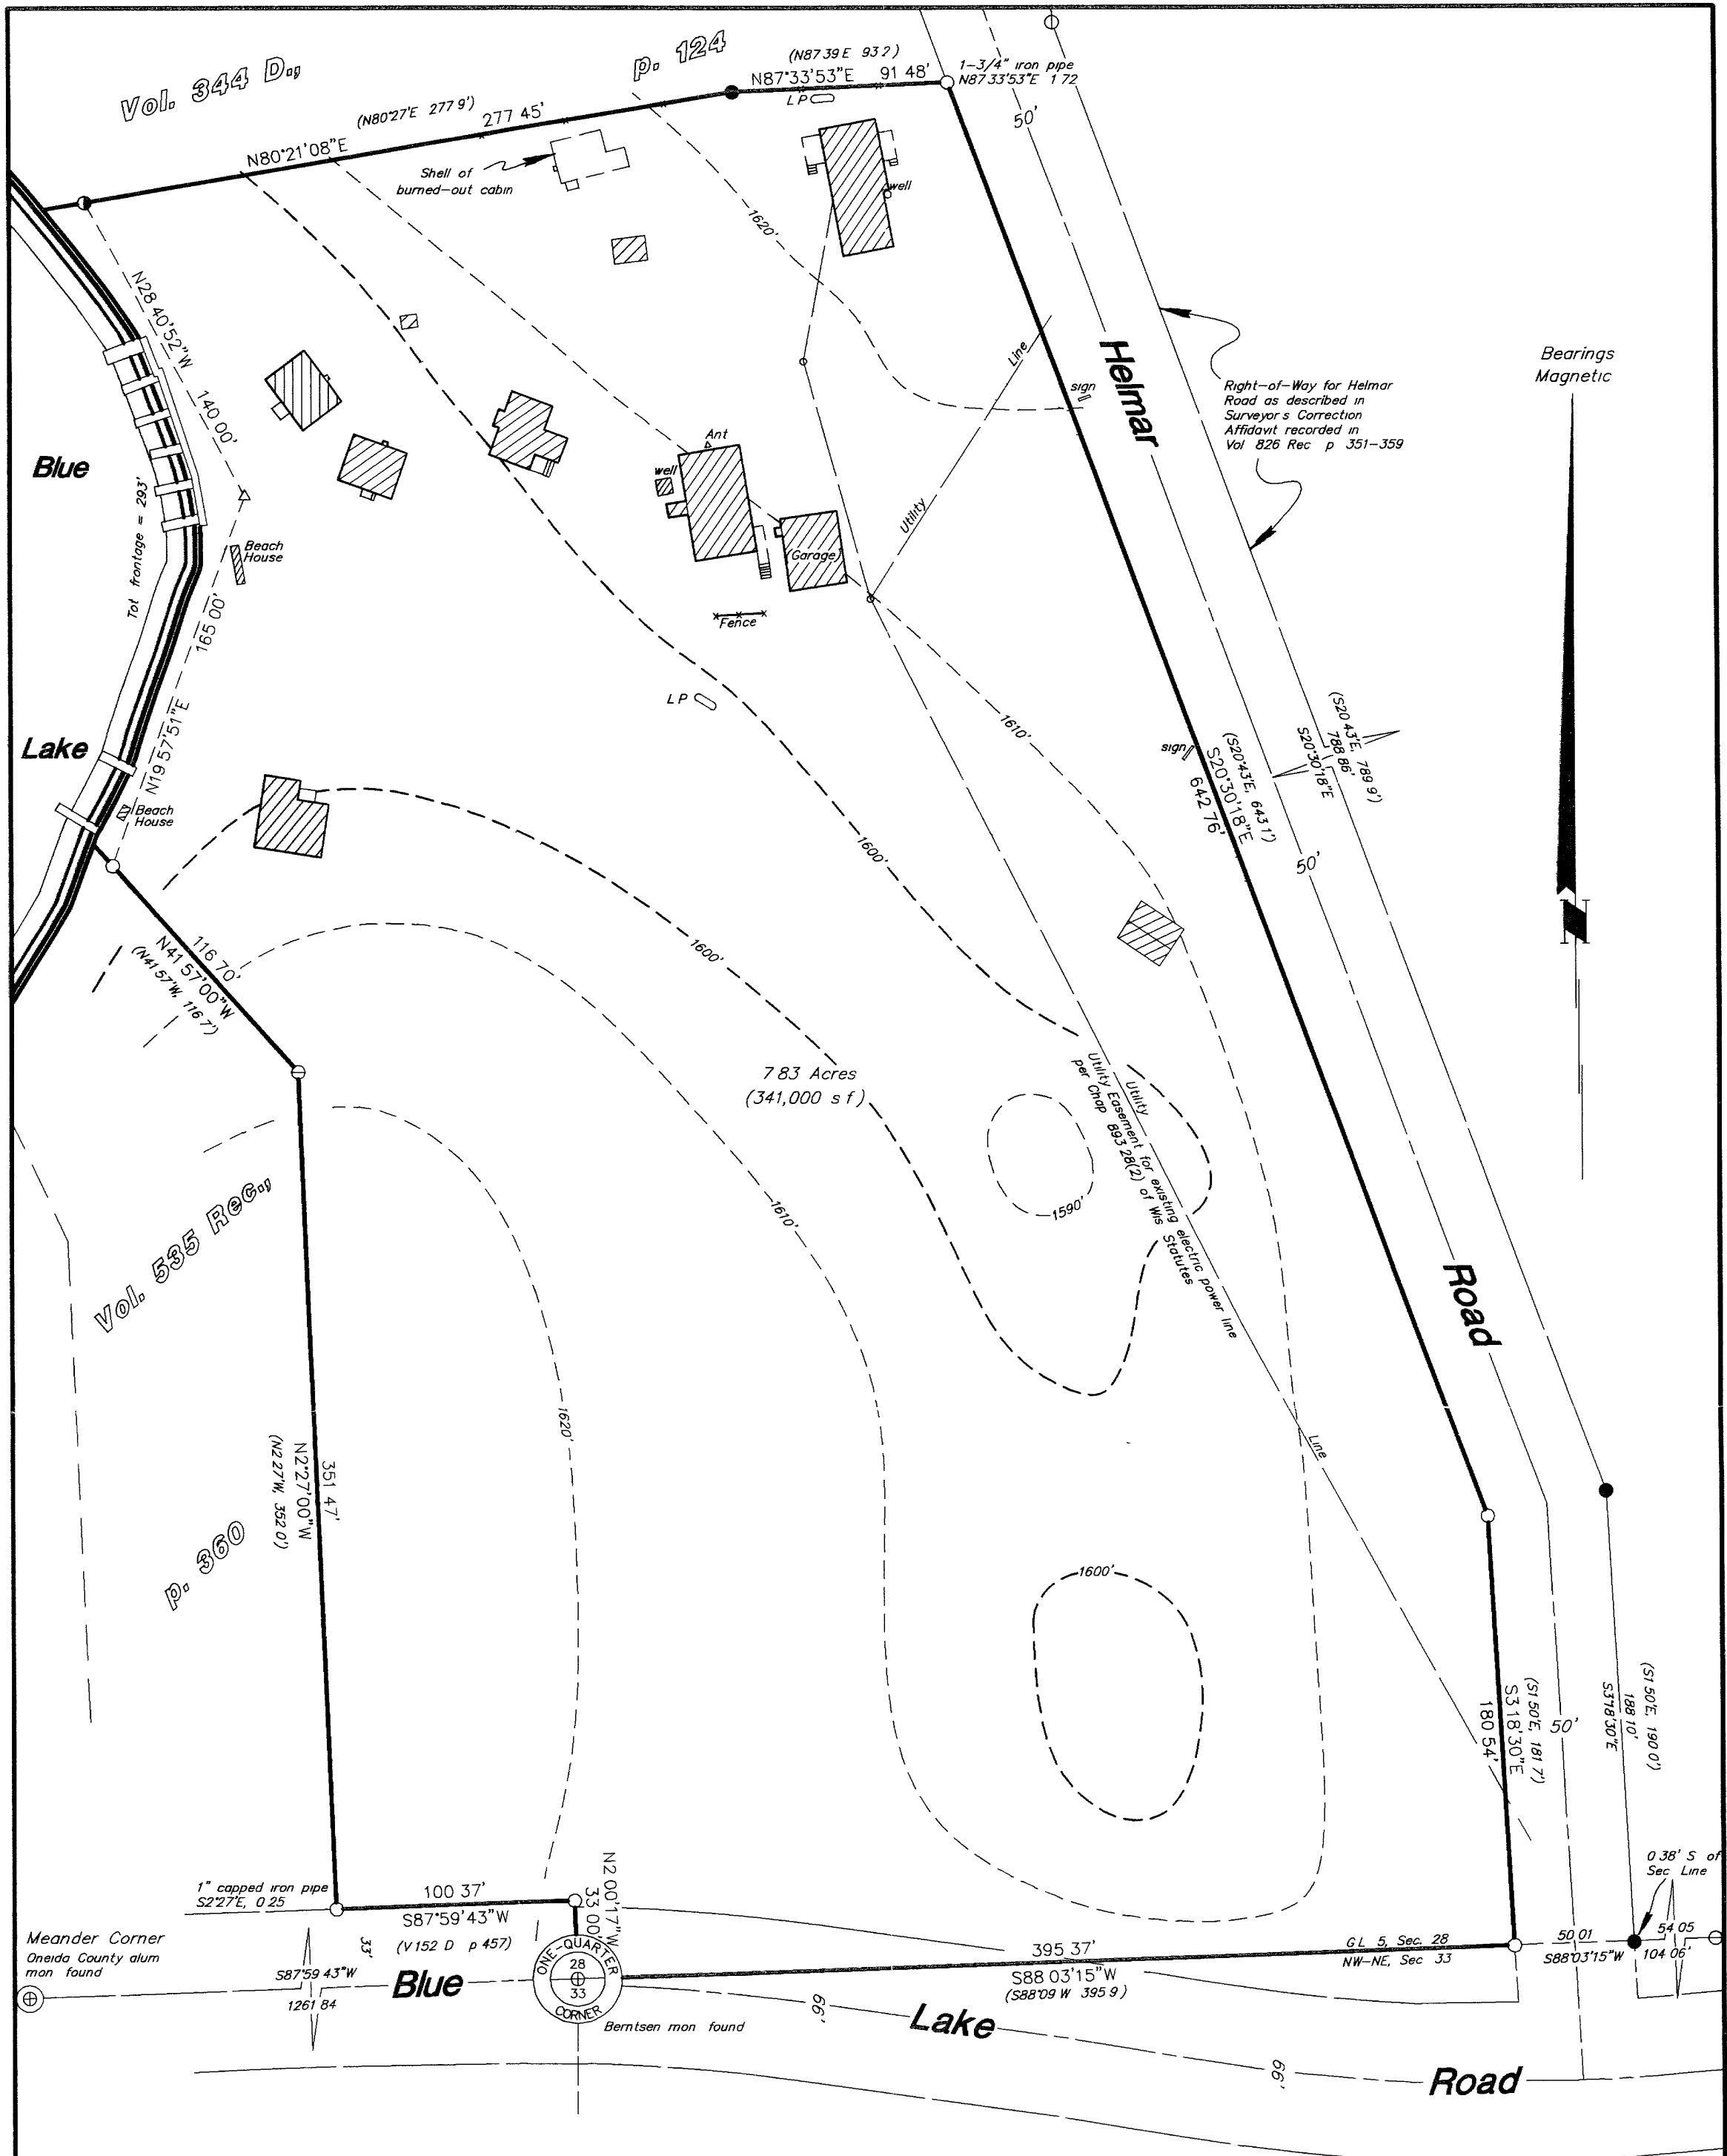 Vol. 344 D.,
p. 124
(N80°27'E 277 9')
277 45'
N80°21'08"E
(N87 39 E 93 2)
N87°33'53"E 91 48'
1-3/4" iron pipe
N87 33'53"E 1 72
LP
50'
Shell of
burned-out cabin
well
1620'
N28 40'52"W
140 00'
Blue
Tot frontage = 293'
Beach
House
165 00'
N19 57'51"E
Lake
Beach
House
Ant
well
(Garage)
Fence
LP
Utility
Line
sign
Helmar
Right-of-Way for Helmar
Road as described in
Surveyor s Correction
Affidavit recorded in
Vol 826 Rec p 351-359
Bearings
Magnetic
N
1610'
sign
(S20°43'E, 643 1')
S20°30'18"E
642 76'
(S20 43'E, 789 9')
788 86'
S20°30'18"E
50'
1600'
1600'
116 70'
N41 57'00"W
(N41 57'W, 116 7')
7 83 Acres
(341,000 s f)
Utility
Utility Easement for existing electric power line
per Chap 893 28(2) of Wis Statutes
1590'
1610'
Vol. 535 Rec.,
p. 360
Road
Line
1620'
351 47'
N2°27'00"W
(N2 27'W, 352 0')
1600'
(S1 50'E, 181 7')
S3 18'30"E
180 54'
50'
(S1 50'E, 190 0')
188 10'
S3°18'30"E
0 38' S of
Sec Line
1" capped iron pipe
S2°27'E, 0 25
100 37'
S87°59'43"W
(V 152 D p 457)
33'
N2 00'17"W
33 00'
Meander Corner
Oneida County alum
mon found
S87°59 43"W
1261 84
Blue
ONE-QUARTER
28
33
CORNER
Berntsen mon found
395 37'
S88 03'15"W
(S88°09 W 395 9)
G L 5, Sec. 28
NW-NE, Sec 33
50 01
54 05
S88°03'15"W
104 06'
66'
Lake
66'
Road